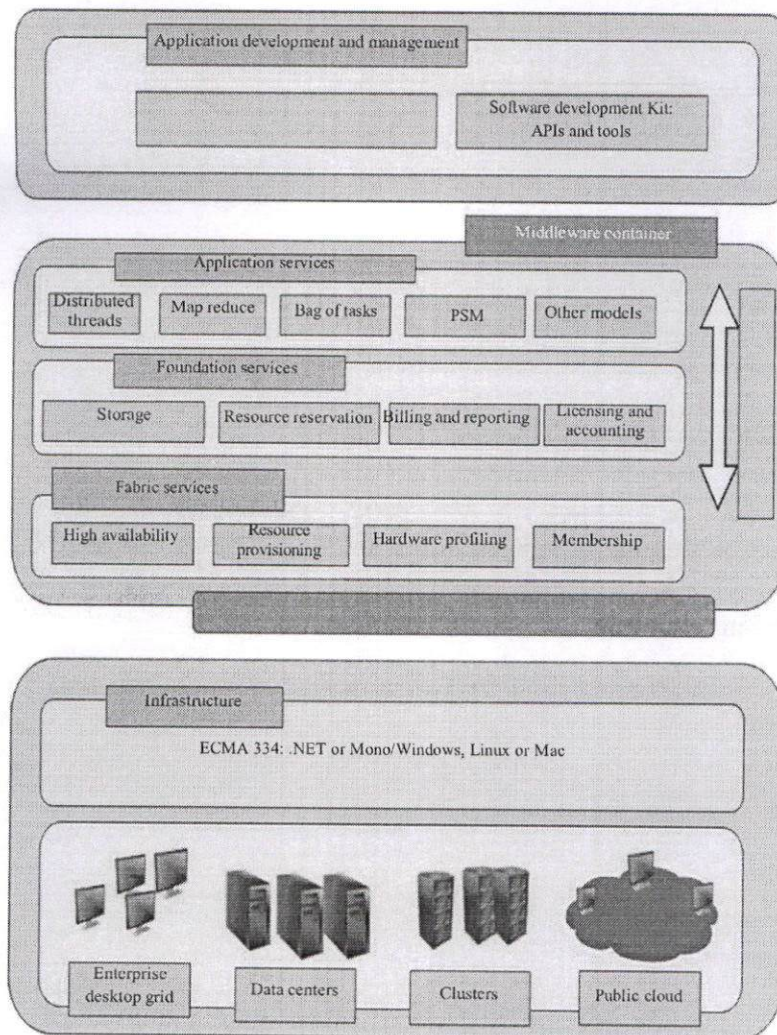 Application development and management
Software development Kit:
APIs and tools
Middleware container
Application services
Distributed
threads
Map reduce
Bag of tasks
PSM
Other models
Foundation services
Storage
Resource reservation
Billing and reporting
Licensing and
accounting
Fabric services
High availability
Resource
provisioning
Hardware profiling
Membership
Infrastructure
ECMA 334: .NET or Mono/Windows, Linux or Mac
Enterprise
desktop grid
Data centers
Clusters
Public cloud